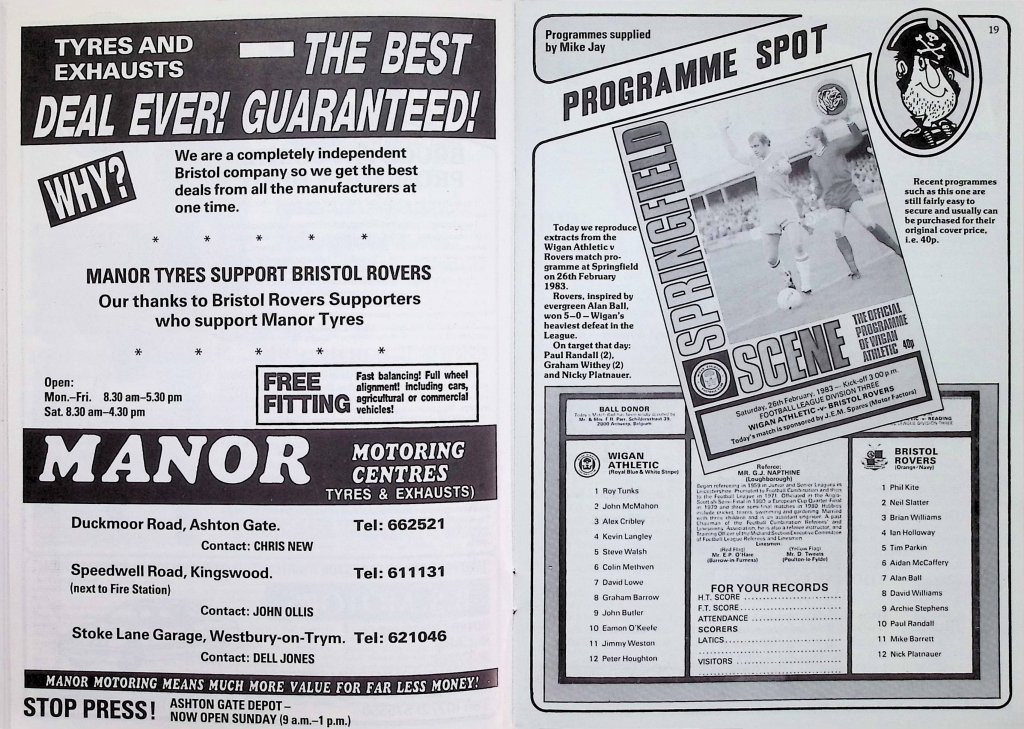 TYRES AND
EXHAUSTS
— THE BEST
DEAL EVER! GUARANTEED!
WHY?
We are a completely independent
Bristol company so we get the best
deals from all the manufacturers at
one time.
* * * * *
MANOR TYRES SUPPORT BRISTOL ROVERS
Our thanks to Bristol Rovers Supporters
who support Manor Tyres
* * * * *
Open:
Mon.–Fri. 8.30 am–5.30 pm
Sat. 8.30 am–4.30 pm
FREE
FITTING
Fast balancing! Full wheel
alignment! Including cars,
agricultural or commercial
vehicles!
MANOR
MOTORING
CENTRES
TYRES & EXHAUSTS)
Duckmoor Road, Ashton Gate. Tel: 662521
Contact: CHRIS NEW
Speedwell Road, Kingswood. Tel: 611131
(next to Fire Station)
Contact: JOHN OLLIS
Stoke Lane Garage, Westbury-on-Trym. Tel: 621046
Contact: DELL JONES
MANOR MOTORING MEANS MUCH MORE VALUE FOR FAR LESS MONEY!
STOP PRESS!
ASHTON GATE DEPOT –
NOW OPEN SUNDAY (9 a.m.–1 p.m.)
19
Programmes supplied
by Mike Jay
PROGRAMME SPOT
Today we reproduce
extracts from the
Wigan Athletic v
Rovers match pro-
gramme at Springfield
on 26th February
1983.
Rovers, inspired by
evergreen Alan Ball,
won 5–0 – Wigan's
heaviest defeat in the
League.
On target that day:
Paul Randall (2),
Graham Withey (2)
and Nicky Platnauer.
Recent programmes
such as this one are
still fairly easy to
secure and usually can
be purchased for their
original cover price,
i.e. 40p.
SPRINGFIELD
SCENE
THE OFFICIAL
PROGRAMME
OF WIGAN
ATHLETIC 40p
Saturday, 26th February, 1983 – Kick-off 3.00 p.m.
FOOTBALL LEAGUE DIVISION THREE
WIGAN ATHLETIC -v- BRISTOL ROVERS
Today's match is sponsored by J.E.M. Spares (Motor Factors)
BALL DONOR
2000 Antwerp, Belgium
READING
LEAGUE DIVISION THREE
WIGAN
ATHLETIC
(Royal Blue & White Stripe)
1 Roy Tunks
2 John McMahon
3 Alex Cribley
4 Kevin Langley
5 Steve Walsh
6 Colin Methven
7 David Lowe
8 Graham Barrow
9 John Butler
10 Eamon O'Keefe
11 Jimmy Weston
12 Peter Houghton
Referee:
MR. G.J. NAPTHINE
(Loughborough)
Linesmen:
(Red Flag) (Yellow Flag)
Mr. E.P. O'Hare Mr. D. Tweats
(Barrow-in-Furness) (Poulton-le-Fylde)
FOR YOUR RECORDS
H.T. SCORE
F.T. SCORE
ATTENDANCE
SCORERS
LATICS
VISITORS
BRISTOL
ROVERS
(Orange/Navy)
1 Phil Kite
2 Neil Slatter
3 Brian Williams
4 Ian Holloway
5 Tim Parkin
6 Aidan McCaffery
7 Alan Ball
8 David Williams
9 Archie Stephens
10 Paul Randall
11 Mike Barrett
12 Nick Platnauer